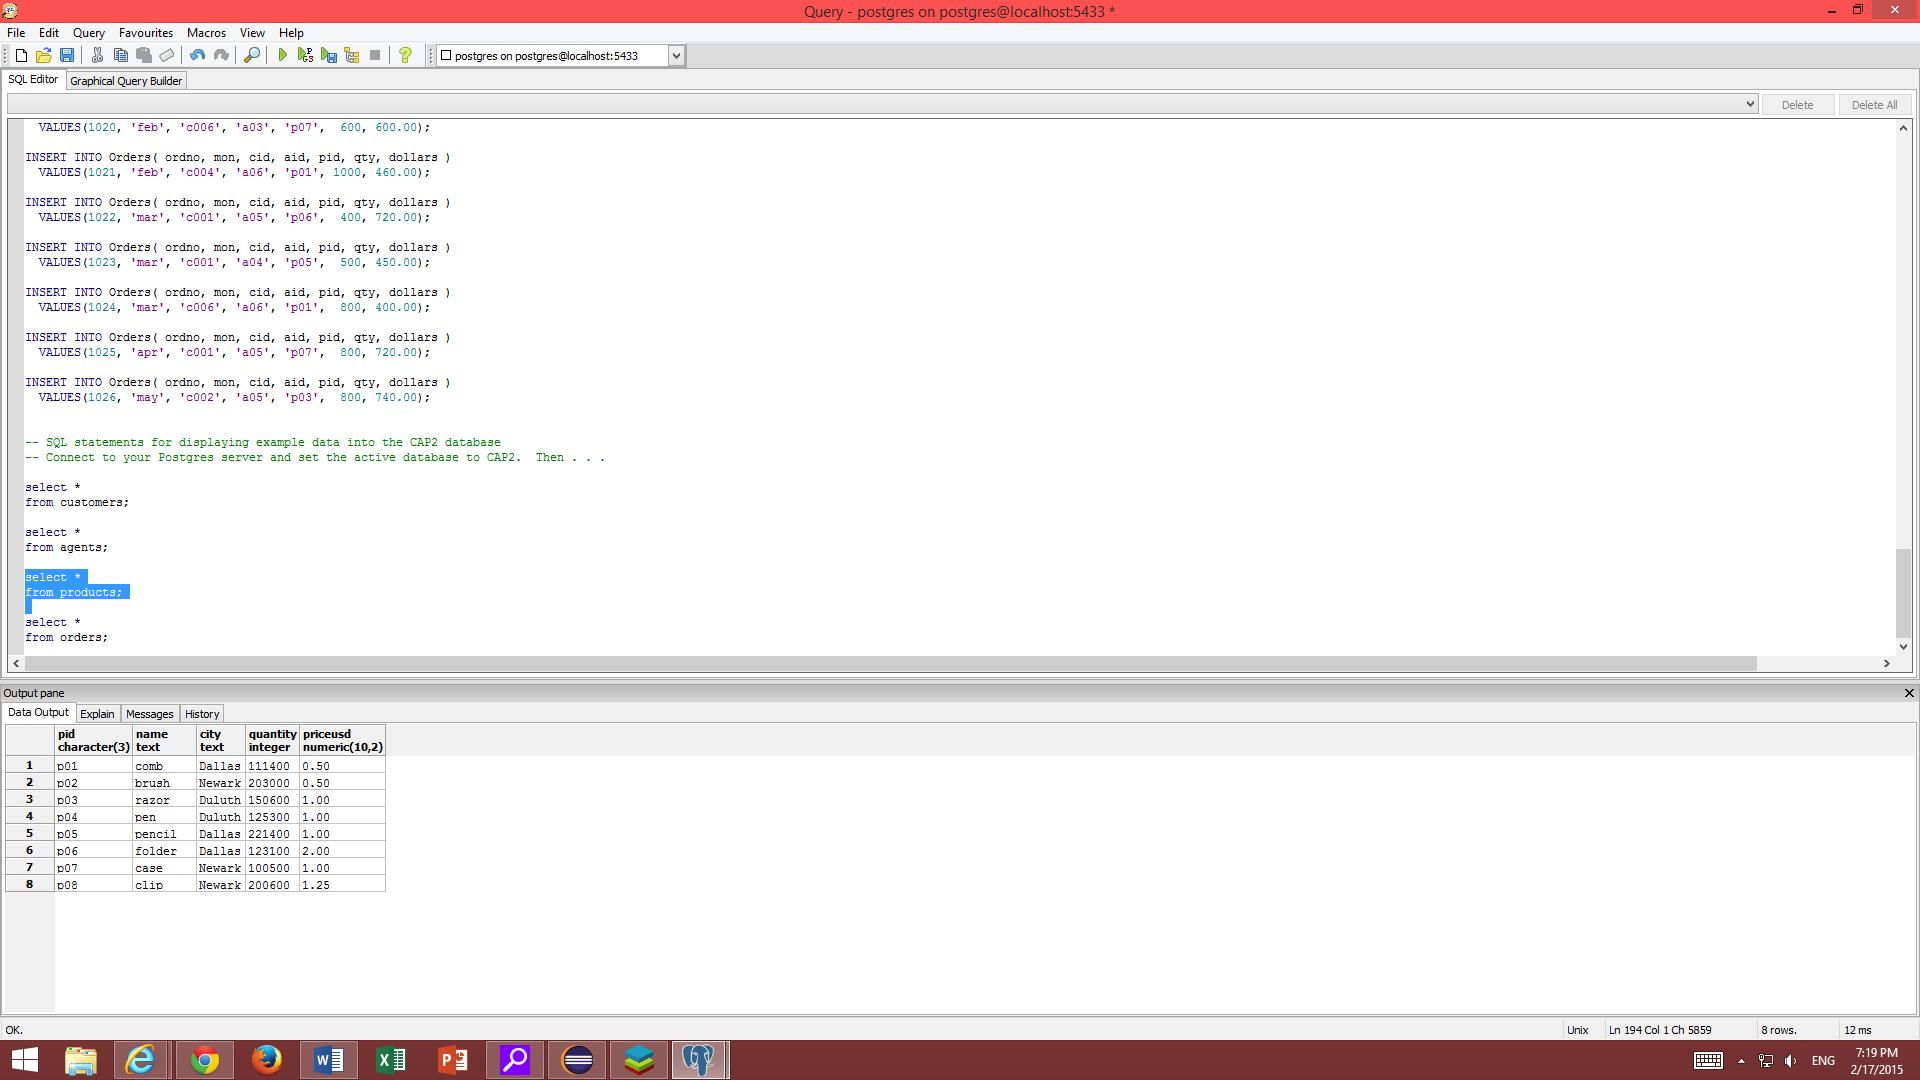 Query - postgres on postgres@localhost:5433 *
File Edit Query Favourites Macros View Help
postgres on postgres@localhost:5433
SQL Editor Graphical Query Builder
Delete Delete All
VALUES(1020, 'feb', 'c006', 'a03', 'p07',  600, 600.00);
INSERT INTO Orders( ordno, mon, cid, aid, pid, qty, dollars )
VALUES(1021, 'feb', 'c004', 'a06', 'p01', 1000, 460.00);
INSERT INTO Orders( ordno, mon, cid, aid, pid, qty, dollars )
VALUES(1022, 'mar', 'c001', 'a05', 'p06',  400, 720.00);
INSERT INTO Orders( ordno, mon, cid, aid, pid, qty, dollars )
VALUES(1023, 'mar', 'c001', 'a04', 'p05',  500, 450.00);
INSERT INTO Orders( ordno, mon, cid, aid, pid, qty, dollars )
VALUES(1024, 'mar', 'c006', 'a06', 'p01',  800, 400.00);
INSERT INTO Orders( ordno, mon, cid, aid, pid, qty, dollars )
VALUES(1025, 'apr', 'c001', 'a05', 'p07',  800, 720.00);
INSERT INTO Orders( ordno, mon, cid, aid, pid, qty, dollars )
VALUES(1026, 'may', 'c002', 'a05', 'p03',  800, 740.00);
-- SQL statements for displaying example data into the CAP2 database
-- Connect to your Postgres server and set the active database to CAP2.  Then . . .
select *
from customers;
select *
from agents;
select *
from products;
select *
from orders;
Output pane
Data Output Explain Messages History
pid name city quantity priceusd
character(3) text text integer numeric(10,2)
1 p01 comb Dallas 111400 0.50
2 p02 brush Newark 203000 0.50
3 p03 razor Duluth 150600 1.00
4 p04 pen Duluth 125300 1.00
5 p05 pencil Dallas 221400 1.00
6 p06 folder Dallas 123100 2.00
7 p07 case Newark 100500 1.00
8 p08 clip Newark 200600 1.25
OK. Unix Ln 194 Col 1 Ch 5859 8 rows. 12 ms
ENG 7:19 PM
2/17/2015